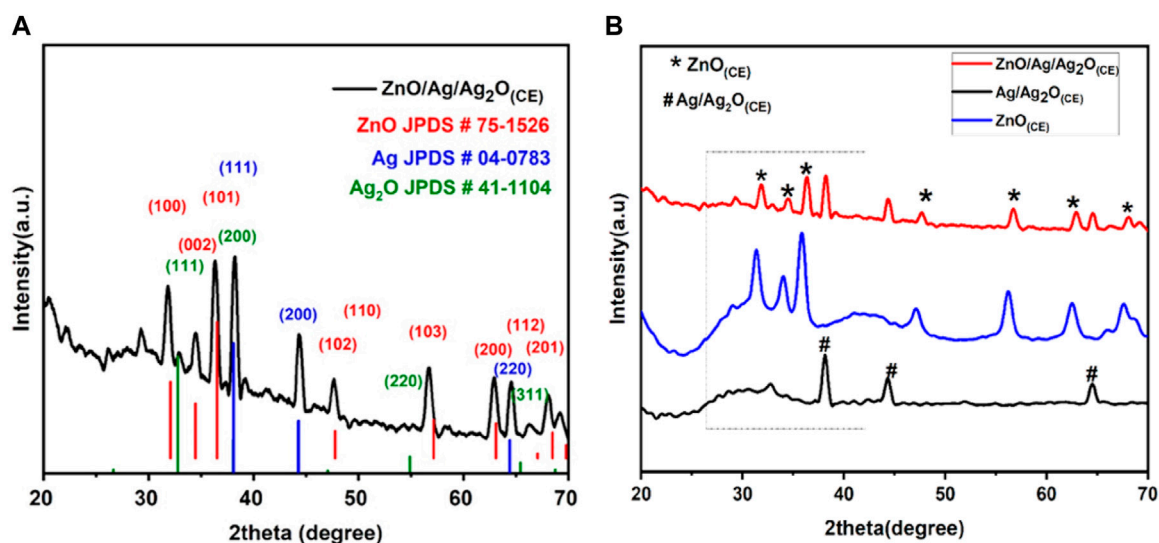 A
ZnO/Ag/Ag₂O(CE)
ZnO JPDS # 75-1526
Ag JPDS # 04-0783
Ag₂O JPDS # 41-1104
(111)
(100)
(101)
(002)
(200)
(111)
(200)
(110)
(102)
(103)
(112)
(200)
(201)
(220)
(220)
(311)
Intensity(a.u.)
20 30 40 50 60 70
2theta (degree)
B
* ZnO(CE)
# Ag/Ag₂O(CE)
ZnO/Ag/Ag₂O(CE)
Ag/Ag₂O(CE)
ZnO(CE)
* * * * * * *
# # #
Intensity(a.u)
20 30 40 50 60 70
2theta(degree)